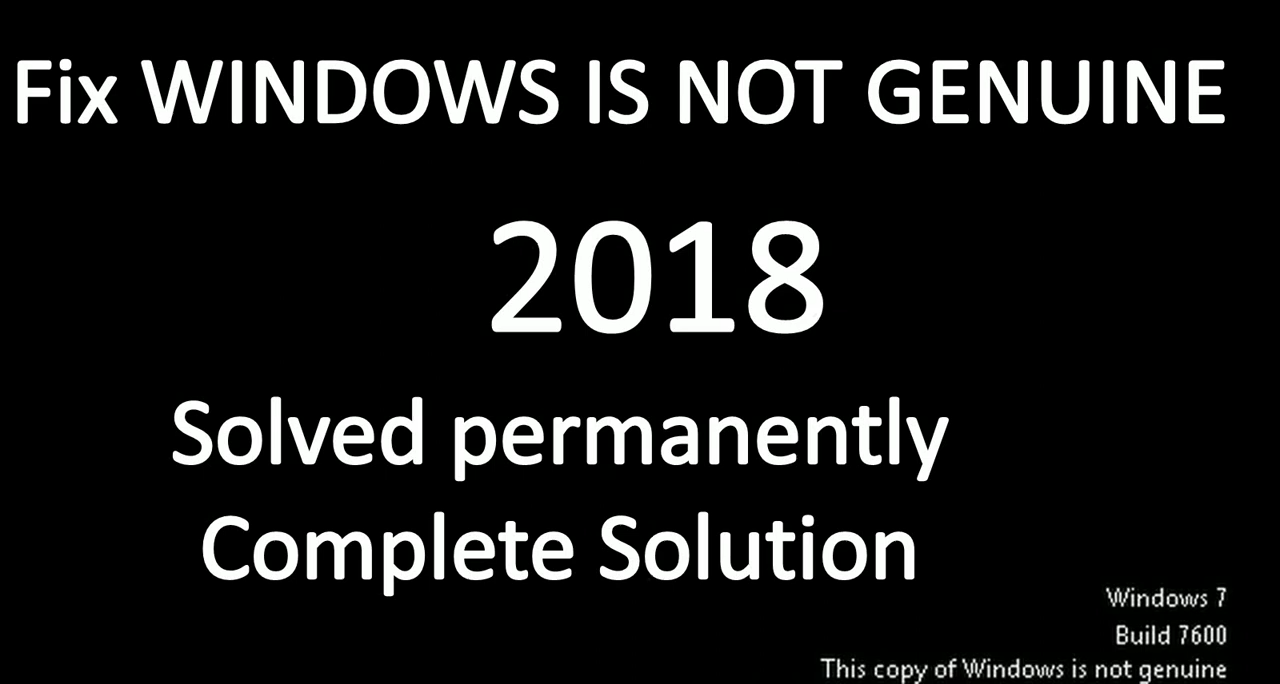 Fix WINDOWS IS NOT GENUINE
2018
Solved permanently
Complete Solution
Windows 7
Build 7600
This copy of Windows is not genuine